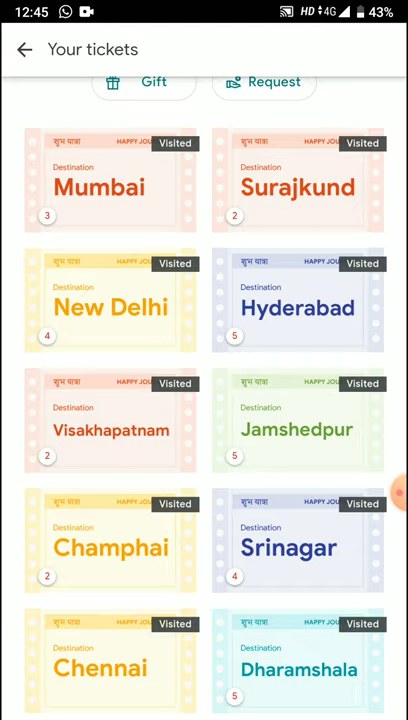 12:45 HD 4G 43%
Your tickets
Gift Request
शुभ यात्रा HAPPY JOU Visited
Destination
Mumbai
3
शुभ यात्रा HAPPY JOU Visited
Destination
Surajkund
2
शुभ यात्रा HAPPY JOU Visited
Destination
New Delhi
4
शुभ यात्रा HAPPY JOU Visited
Destination
Hyderabad
5
शुभ यात्रा HAPPY JOU Visited
Destination
Visakhapatnam
2
शुभ यात्रा HAPPY JOU Visited
Destination
Jamshedpur
5
शुभ यात्रा HAPPY JOU Visited
Destination
Champhai
2
शुभ यात्रा HAPPY JOU Visited
Destination
Srinagar
4
शुभ यात्रा HAPPY JOU Visited
Destination
Chennai
शुभ यात्रा HAPPY JOU Visited
Destination
Dharamshala
5